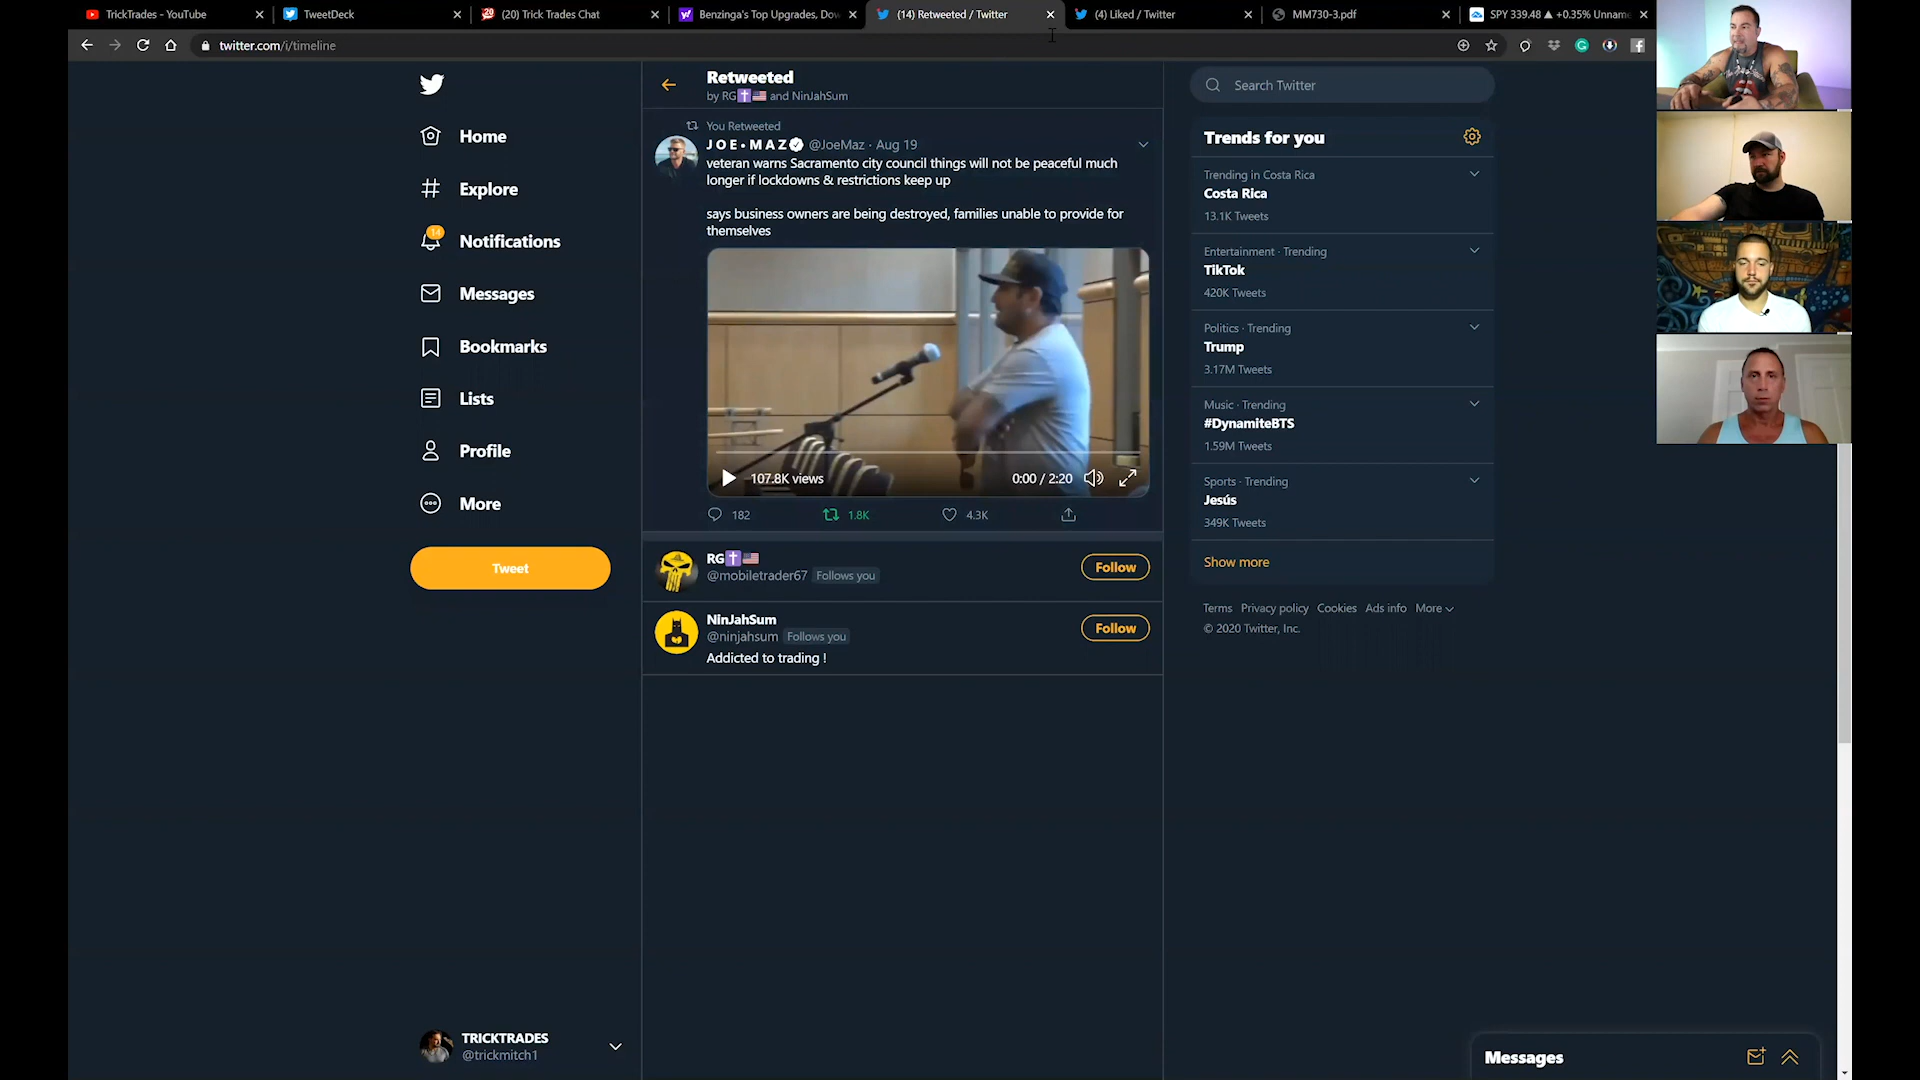 TrickTrades - YouTube
TweetDeck
(20) Trick Trades Chat
Benzinga's Top Upgrades, Dow
(14) Retweeted / Twitter
(4) Liked / Twitter
MM730-3.pdf
SPY 339.48 ▲ +0.35% Unnam
twitter.com/i/timeline
Home
Explore
14
Notifications
Messages
Bookmarks
Lists
Profile
More
Tweet
TRICKTRADES
@trickmitch1
Retweeted
by RG✝️🇺🇸 and NinJahSum
You Retweeted
J O E • M A Z @JoeMaz · Aug 19
veteran warns Sacramento city council things will not be peaceful much
longer if lockdowns & restrictions keep up
says business owners are being destroyed, families unable to provide for
themselves
107.8K views
0:00 / 2:20
182
1.8K
4.3K
RG✝️🇺🇸
@mobiletrader67 Follows you
Follow
NinJahSum
@ninjahsum Follows you
Follow
Addicted to trading !
Search Twitter
Trends for you
Trending in Costa Rica
Costa Rica
13.1K Tweets
Entertainment · Trending
TikTok
420K Tweets
Politics · Trending
Trump
3.17M Tweets
Music · Trending
#DynamiteBTS
1.59M Tweets
Sports · Trending
Jesús
349K Tweets
Show more
Terms Privacy policy Cookies Ads info More
© 2020 Twitter, Inc.
Messages